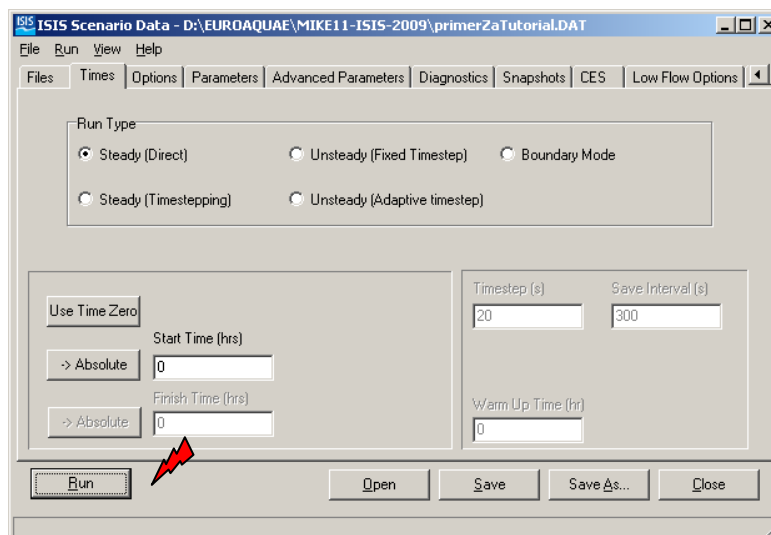 ISIS ISIS Scenario Data - D:\EUROAQUAE\MIKE11-ISIS-2009\primerZaTutorial.DAT
File Run View Help
Files Times Options Parameters Advanced Parameters Diagnostics Snapshots CES Low Flow Options
Run Type
Steady (Direct) Unsteady (Fixed Timestep) Boundary Mode
Steady (Timestepping) Unsteady (Adaptive timestep)
Timestep (s) Save Interval (s)
20 300
Use Time Zero
Start Time (hrs)
-> Absolute 0
Finish Time (hrs)
-> Absolute 0
Warm Up Time (hr)
0
Run Open Save Save As... Close